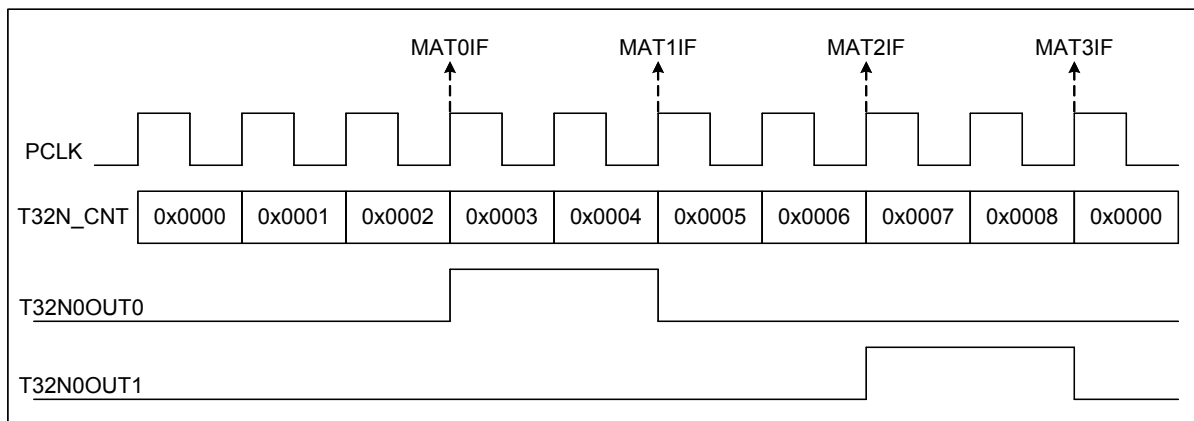 MAT0IF MAT1IF MAT2IF MAT3IF
PCLK
T32N_CNT 0x0000 0x0001 0x0002 0x0003 0x0004 0x0005 0x0006 0x0007 0x0008 0x0000
T32N0OUT0
T32N0OUT1